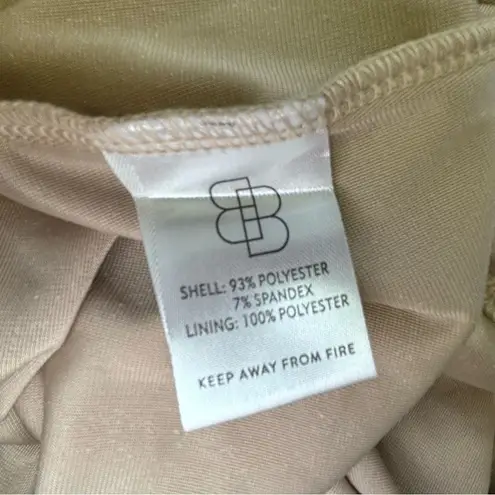 SHELL: 93% POLYESTER
7% SPANDEX
LINING: 100% POLYESTER
KEEP AWAY FROM FIRE